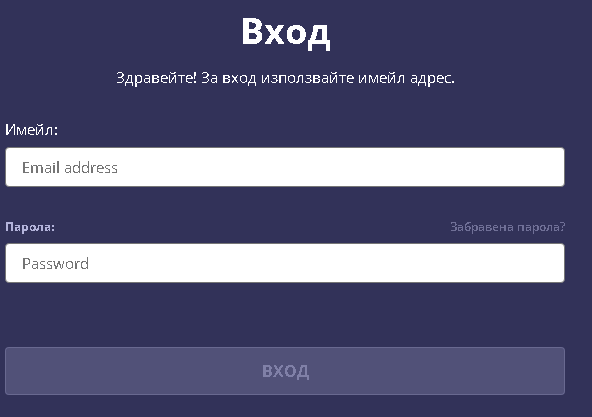 Вход
Здравейте! За вход използвайте имейл адрес.
Имейл:
Email address
Парола: Забравена парола?
Password
ВХОД